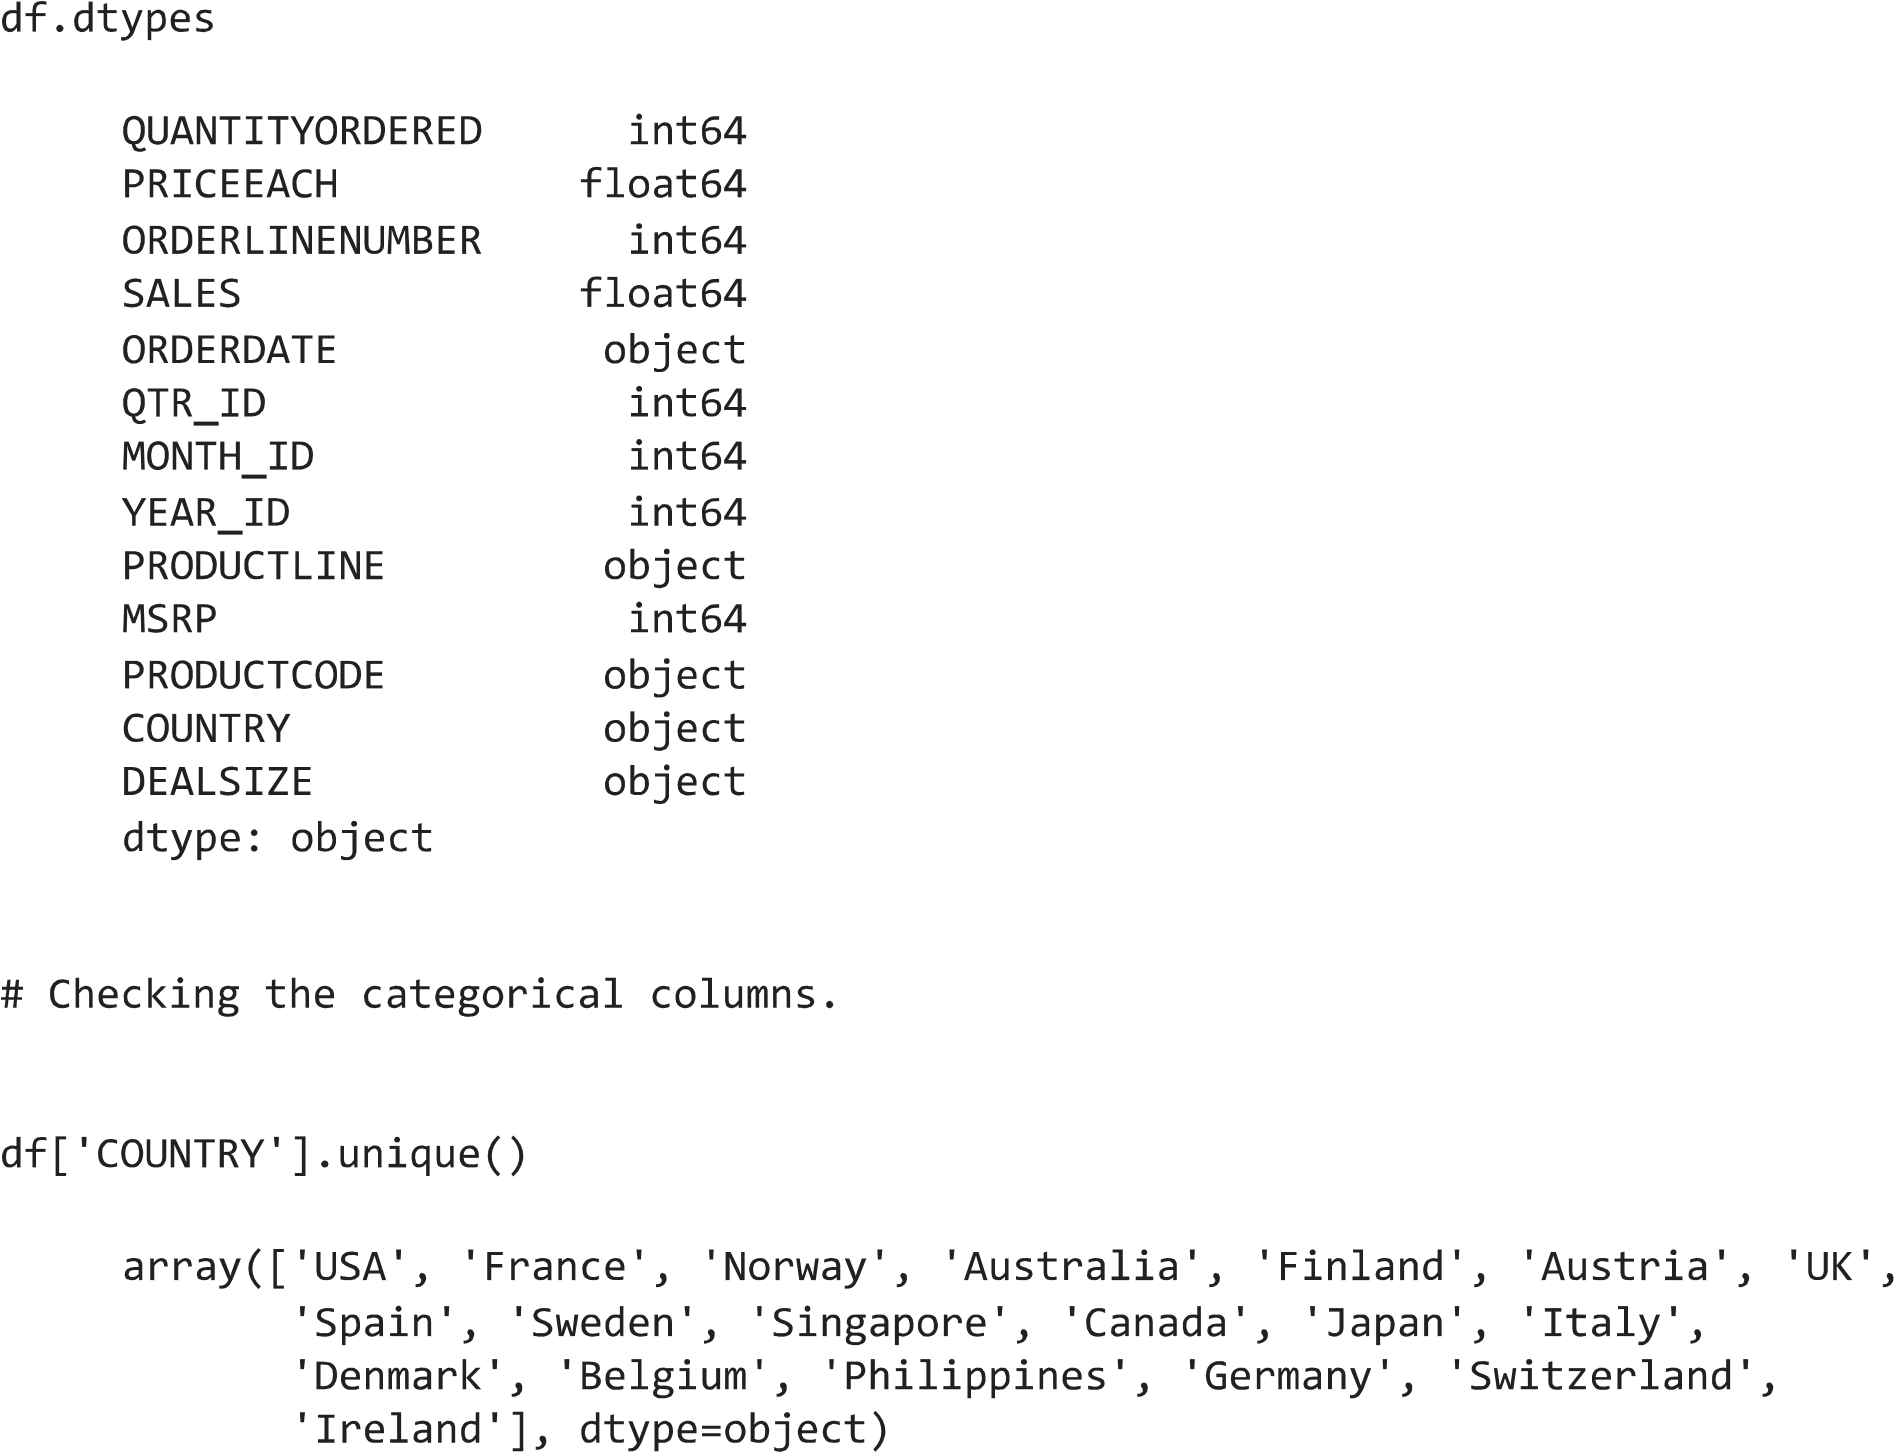 df.dtypes
QUANTITYORDERED      int64
PRICEEACH          float64
ORDERLINENUMBER      int64
SALES              float64
ORDERDATE           object
QTR_ID               int64
MONTH_ID             int64
YEAR_ID              int64
PRODUCTLINE         object
MSRP                 int64
PRODUCTCODE         object
COUNTRY             object
DEALSIZE            object
dtype: object
# Checking the categorical columns.
df['COUNTRY'].unique()
array(['USA', 'France', 'Norway', 'Australia', 'Finland', 'Austria', 'UK',
'Spain', 'Sweden', 'Singapore', 'Canada', 'Japan', 'Italy',
'Denmark', 'Belgium', 'Philippines', 'Germany', 'Switzerland',
'Ireland'], dtype=object)